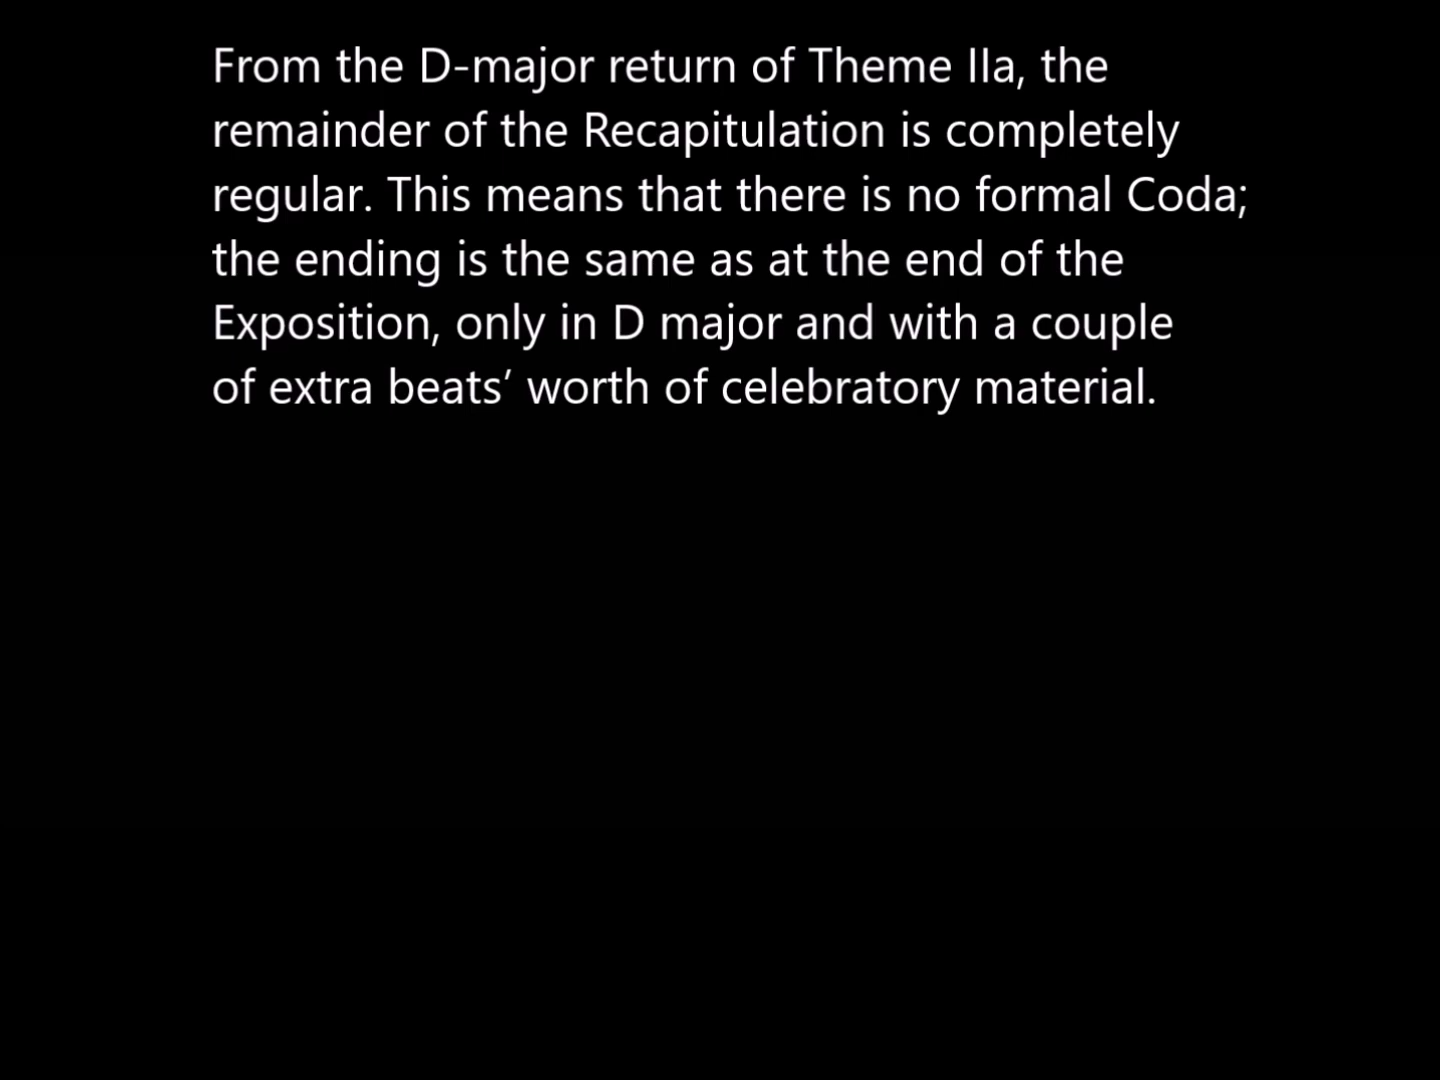 From the D-major return of Theme IIa, the
remainder of the Recapitulation is completely
regular. This means that there is no formal Coda;
the ending is the same as at the end of the
Exposition, only in D major and with a couple
of extra beats’ worth of celebratory material.